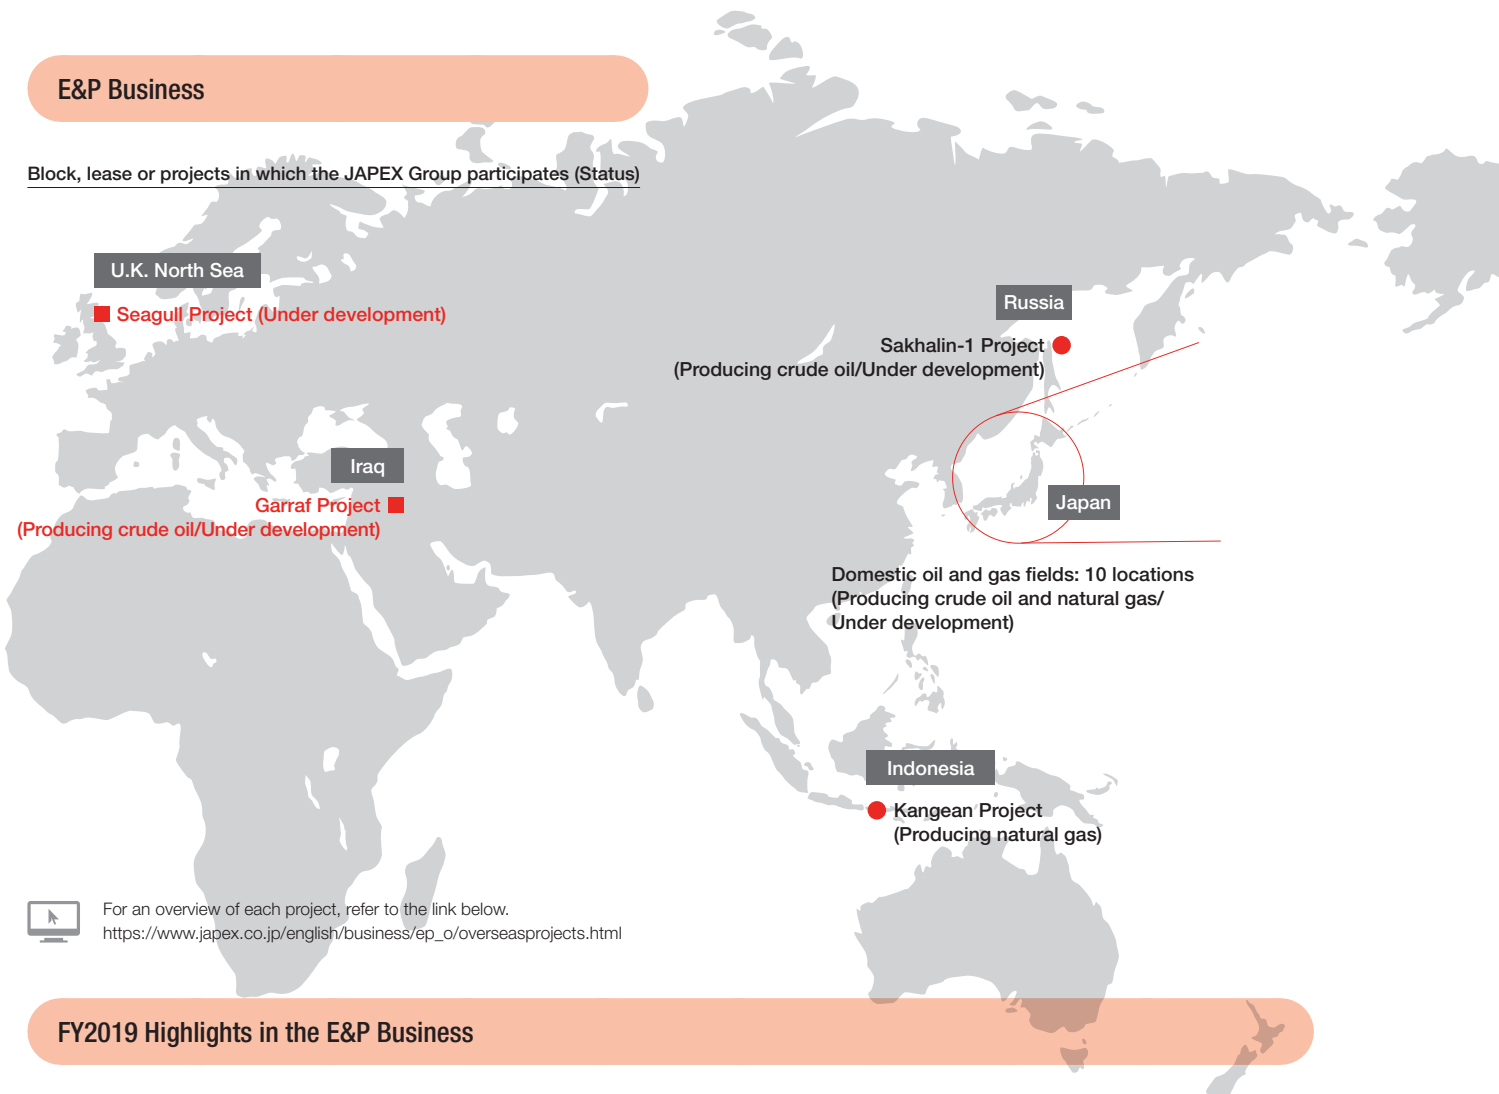 E&P Business
Block, lease or projects in which the JAPEX Group participates (Status)
U.K. North Sea
Seagull Project (Under development)
Russia
Sakhalin-1 Project
(Producing crude oil/Under development)
Iraq
Garraf Project
(Producing crude oil/Under development)
Japan
Domestic oil and gas fields: 10 locations
(Producing crude oil and natural gas/
Under development)
Indonesia
Kangean Project
(Producing natural gas)
For an overview of each project, refer to the link below.
https://www.japex.co.jp/english/business/ep_o/overseasprojects.html
FY2019 Highlights in the E&P Business